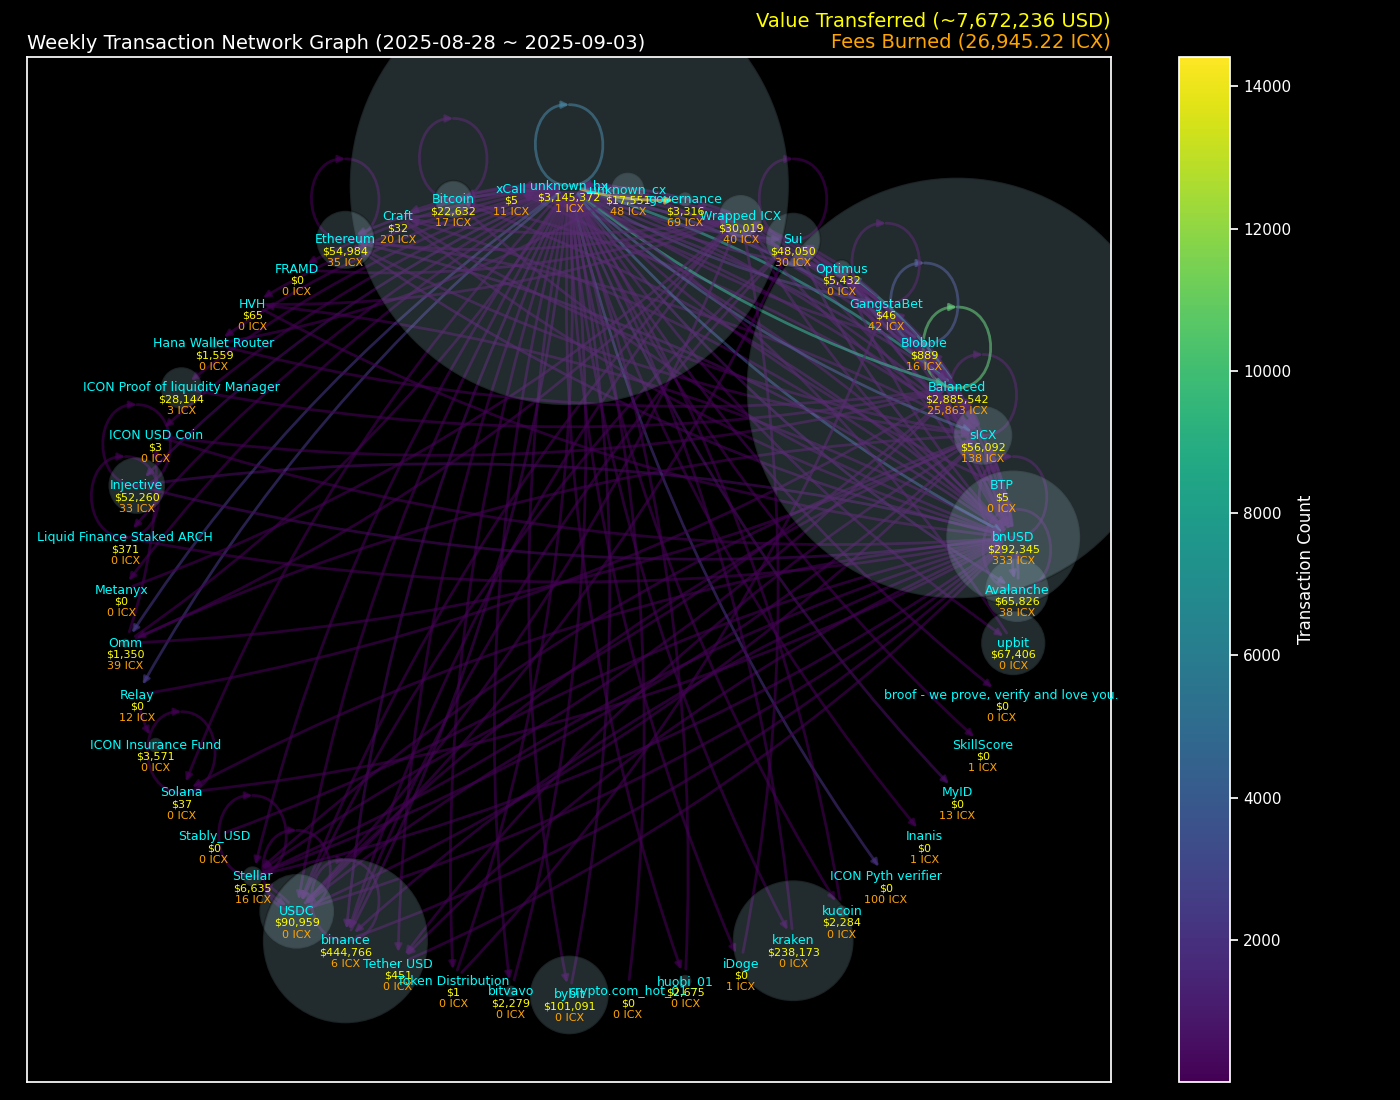 Value Transferred (~7,672,236 USD)
Weekly Transaction Network Graph (2025-08-28 ~ 2025-09-03)
Fees Burned (26,945.22 ICX)
unknown_hx
$3,145,372
1 ICX
unknown_cx
$17,551
48 ICX
governance
$3,316
69 ICX
Wrapped ICX
$30,019
40 ICX
Sui
$48,050
30 ICX
Optimus
$5,432
0 ICX
GangstaBet
$46
42 ICX
Blobble
$889
16 ICX
Balanced
$2,885,542
25,863 ICX
sICX
$56,092
138 ICX
BTP
$5
0 ICX
bnUSD
$292,345
333 ICX
Avalanche
$65,826
38 ICX
upbit
$67,406
0 ICX
broof - we prove, verify and love you.
$0
0 ICX
SkillScore
$0
1 ICX
MyID
$0
13 ICX
Inanis
$0
1 ICX
ICON Pyth verifier
$0
100 ICX
kucoin
$2,284
0 ICX
kraken
$238,173
0 ICX
iDoge
$0
1 ICX
huobi_01
$2,675
0 ICX
crypto.com_hot_01
$0
0 ICX
bybit
$101,091
0 ICX
bitvavo
$2,279
0 ICX
Token Distribution
$1
0 ICX
Tether USD
$451
0 ICX
binance
$444,766
6 ICX
USDC
$90,959
0 ICX
Stellar
$6,635
16 ICX
Stably_USD
$0
0 ICX
Solana
$37
0 ICX
ICON Insurance Fund
$3,571
0 ICX
Relay
$0
12 ICX
Omm
$1,350
39 ICX
Metanyx
$0
0 ICX
Liquid Finance Staked ARCH
$371
0 ICX
Injective
$52,260
33 ICX
ICON USD Coin
$3
0 ICX
ICON Proof of liquidity Manager
$28,144
3 ICX
Hana Wallet Router
$1,559
0 ICX
HVH
$65
0 ICX
FRAMD
$0
0 ICX
Ethereum
$54,984
35 ICX
Craft
$32
20 ICX
Bitcoin
$22,632
17 ICX
xCall
$5
11 ICX
14000
12000
10000
8000
6000
4000
2000
Transaction Count